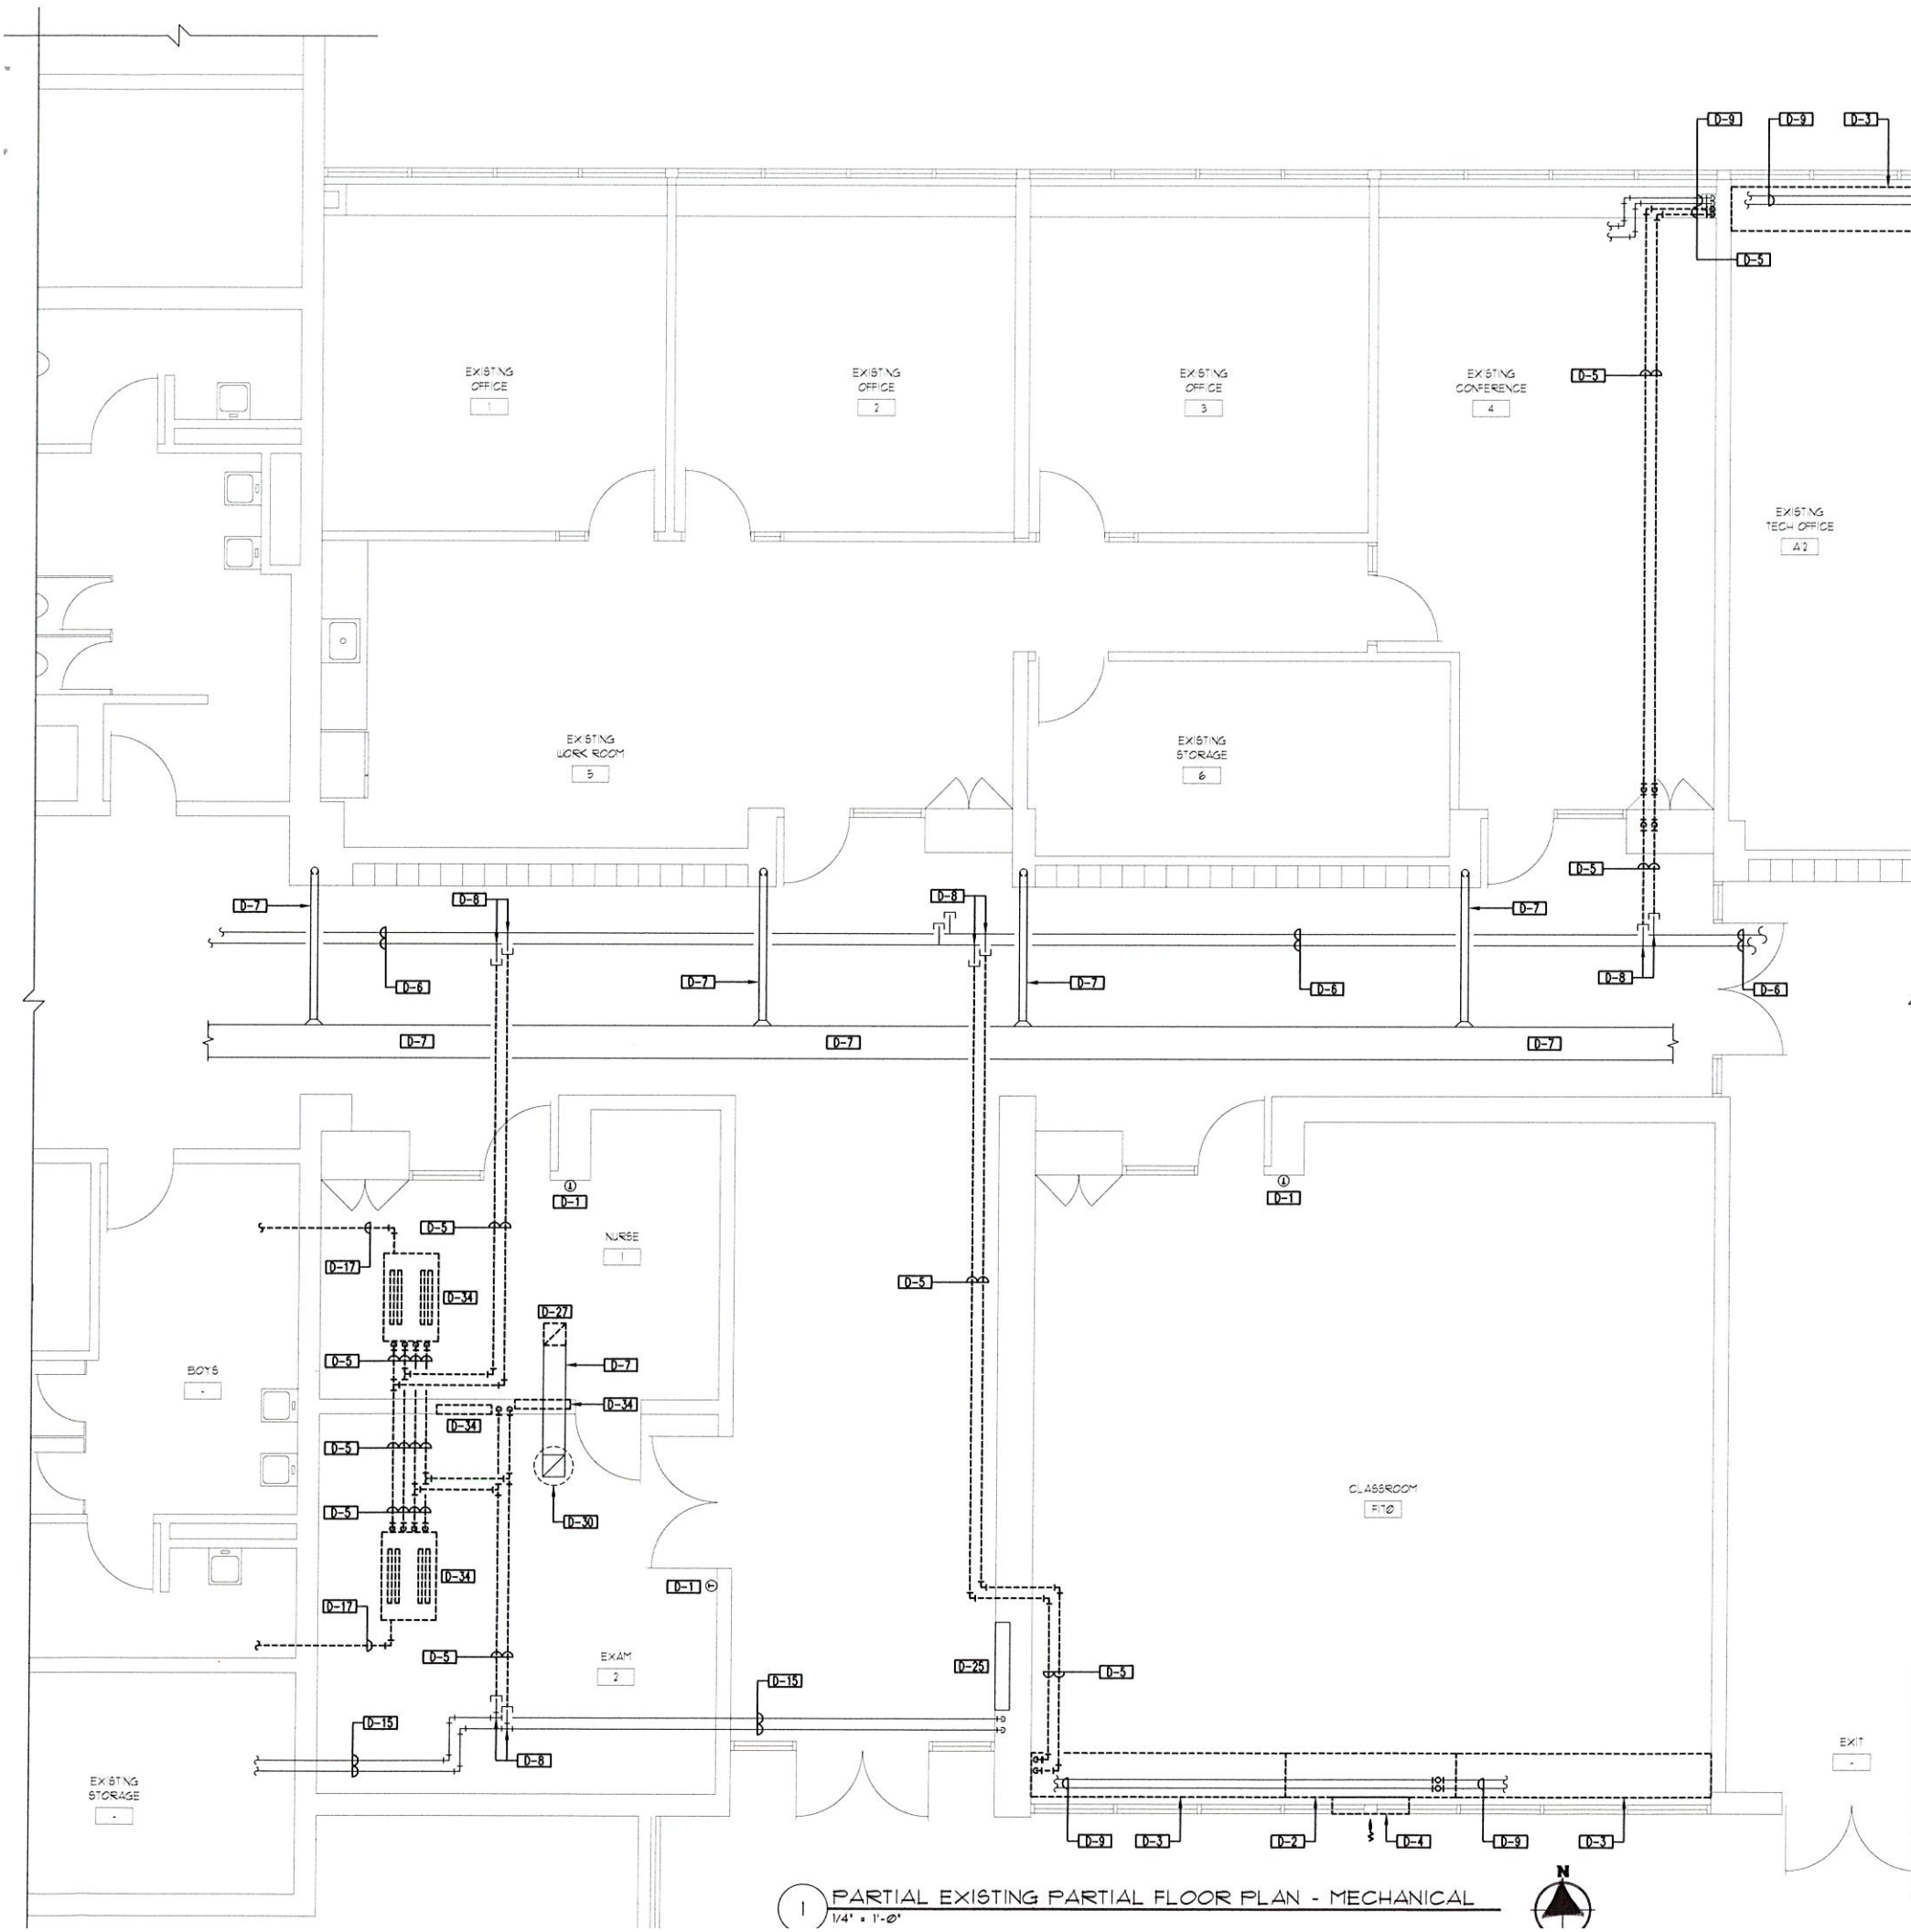 D-9
D-9
D-3
D-5
EXISTING
OFFICE
1
EXISTING
OFFICE
2
EXISTING
OFFICE
3
EXISTING
CONFERENCE
4
D-5
EXISTING
TECH OFFICE
A2
EXISTING
WORK ROOM
5
EXISTING
STORAGE
6
D-5
D-7
D-8
D-8
D-7
D-6
D-7
D-7
D-6
D-8
D-6
D-7
D-7
D-7
D-1
D-1
D-5
NURSE
1
D-17
D-34
D-5
D-27
D-5
D-7
BOYS
-
D-34
D-34
D-5
D-5
D-30
CLASSROOM
F170
D-34
D-1
D-17
D-5
EXAM
2
D-25
D-5
D-15
D-15
D-8
EXISTING
STORAGE
-
EXIT
-
D-9
D-3
D-2
D-4
D-9
D-3
N
1
PARTIAL EXISTING PARTIAL FLOOR PLAN - MECHANICAL
1/4" = 1'-0"